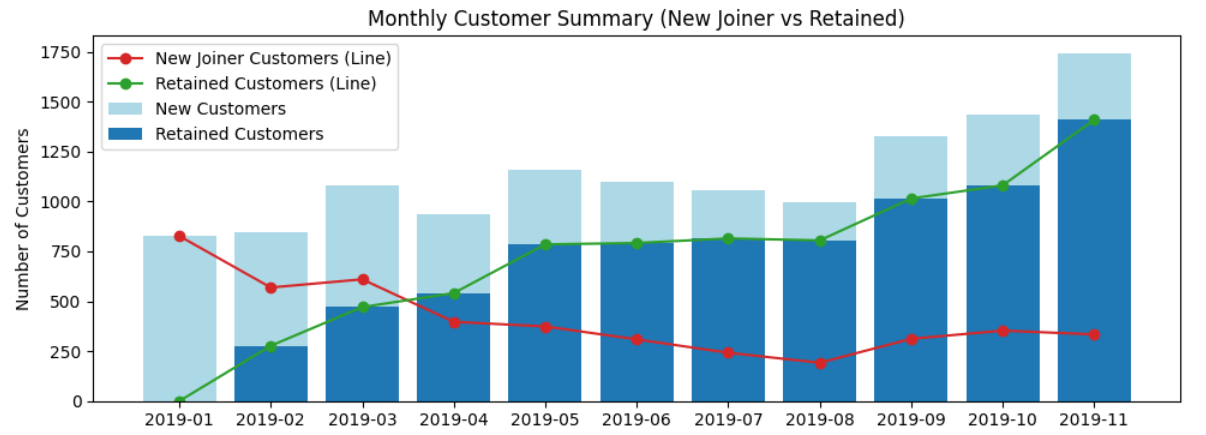 Monthly Customer Summary (New Joiner vs Retained)
Number of Customers
1750
1500
1250
1000
750
500
250
0
New Joiner Customers (Line)
Retained Customers (Line)
New Customers
Retained Customers
2019-01 2019-02 2019-03 2019-04 2019-05 2019-06 2019-07 2019-08 2019-09 2019-10 2019-11